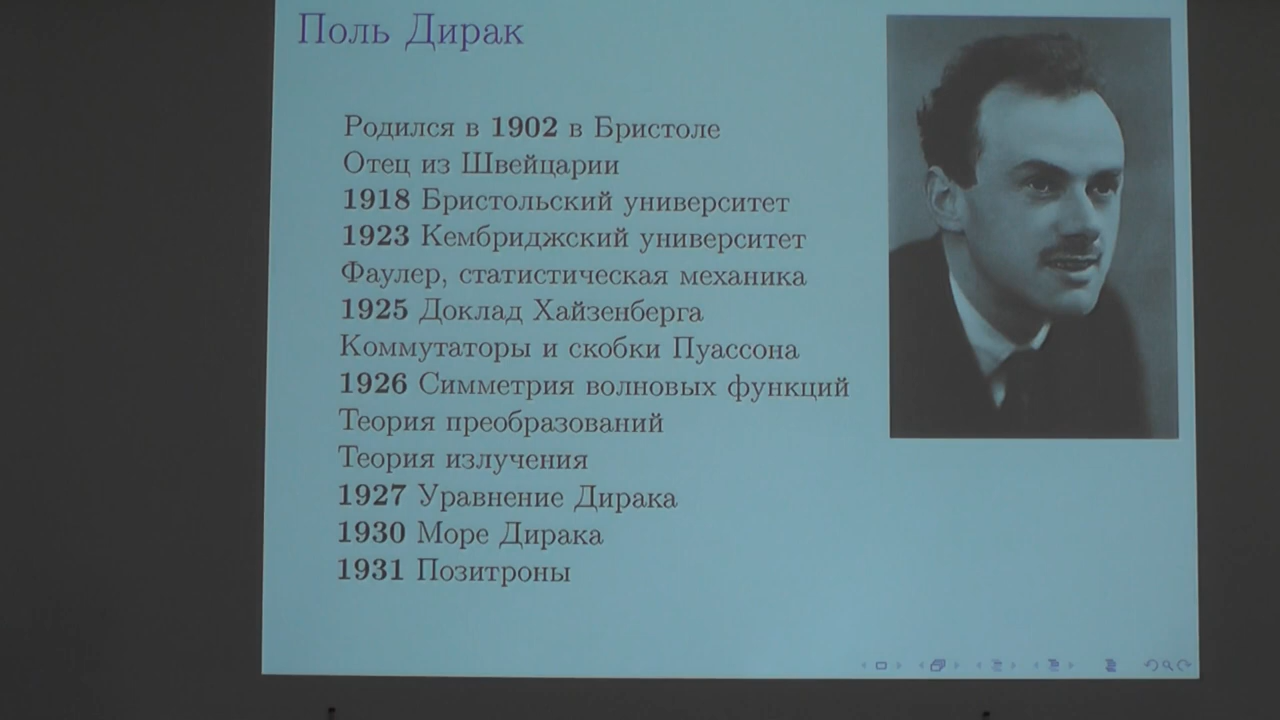 Поль Дирак
Родился в 1902 в Бристоле
Отец из Швейцарии
1918 Бристольский университет
1923 Кембриджский университет
Фаулер, статистическая механика
1925 Доклад Хайзенберга
Коммутаторы и скобки Пуассона
1926 Симметрия волновых функций
Теория преобразований
Теория излучения
1927 Уравнение Дирака
1930 Море Дирака
1931 Позитроны